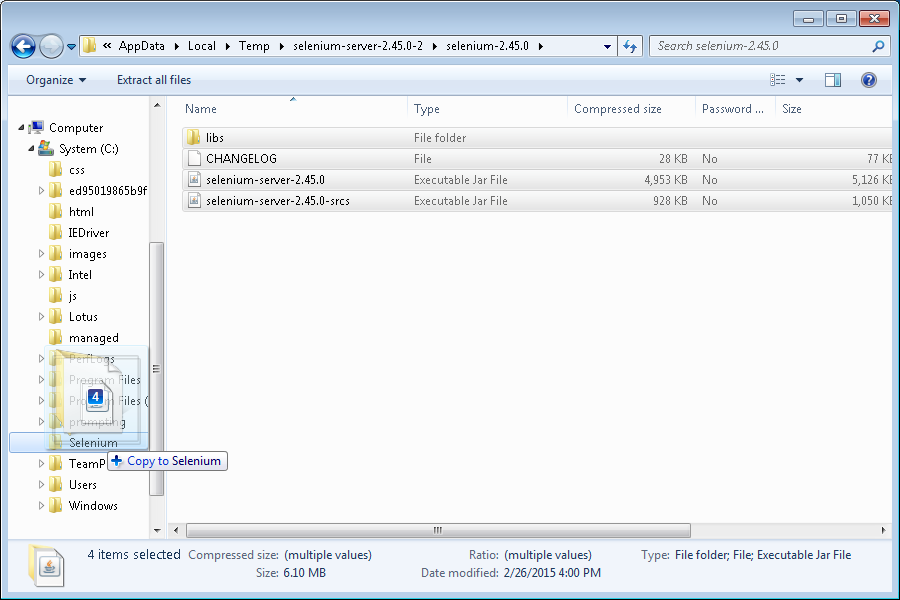 « AppData Local Temp selenium-server-2.45.0-2 selenium-2.45.0
Search selenium-2.45.0
Organize Extract all files
Name Type Compressed size Password ... Size
Computer
System (C:)
css
ed95019865b9f
html
IEDriver
images
Intel
js
Lotus
managed
PerfLogs
Program Files
Program Files (
prompting
Selenium
TeamP
Users
Windows
4
Copy to Selenium
libs File folder
CHANGELOG File 28 KB No 77 KB
selenium-server-2.45.0 Executable Jar File 4,953 KB No 5,126 KB
selenium-server-2.45.0-srcs Executable Jar File 928 KB No 1,050 KB
4 items selected Compressed size: (multiple values) Ratio: (multiple values) Type: File folder; File; Executable Jar File
Size: 6.10 MB Date modified: 2/26/2015 4:00 PM